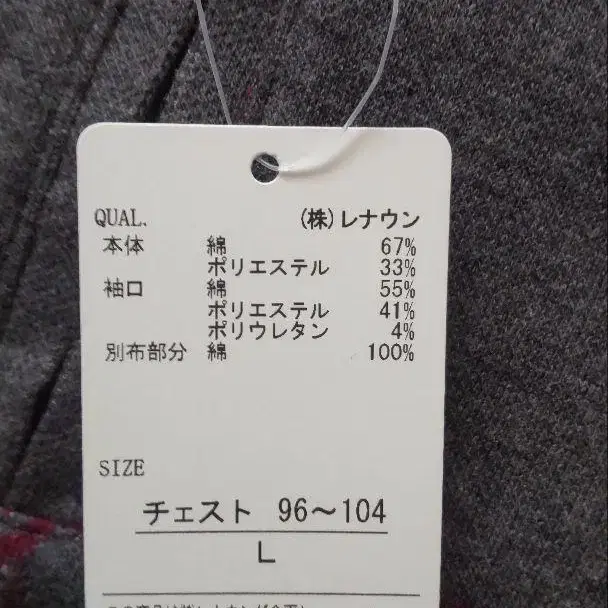 QUAL. (株)レナウン
本体 綿 67%
ポリエステル 33%
袖口 綿 55%
ポリエステル 41%
ポリウレタン 4%
別布部分 綿 100%
SIZE
チェスト 96～104
L